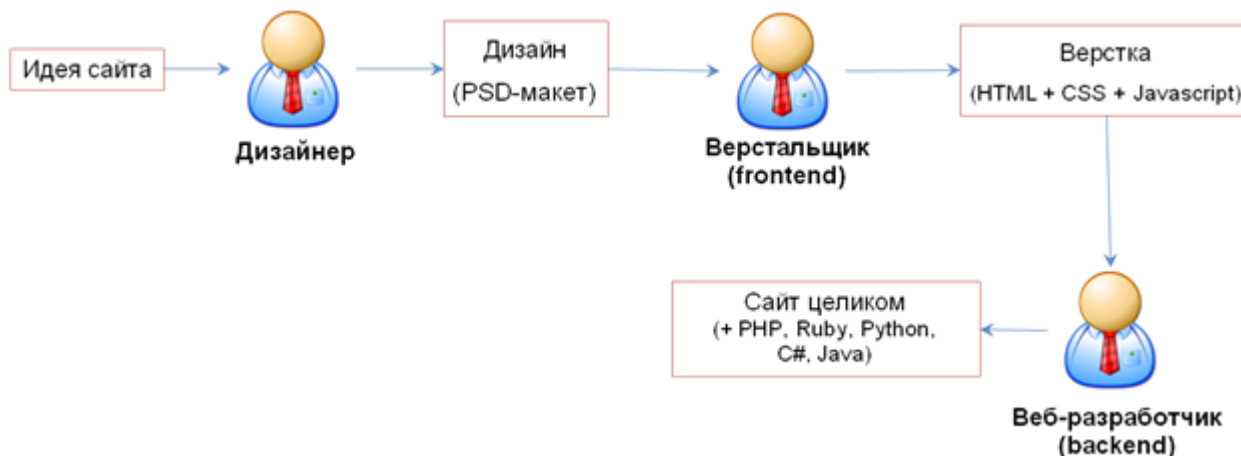 Идея сайта
Дизайнер
Дизайн
(PSD-макет)
Верстальщик
(frontend)
Верстка
(HTML + CSS + Javascript)
Веб-разработчик
(backend)
Сайт целиком
(+ PHP, Ruby, Python,
C#, Java)